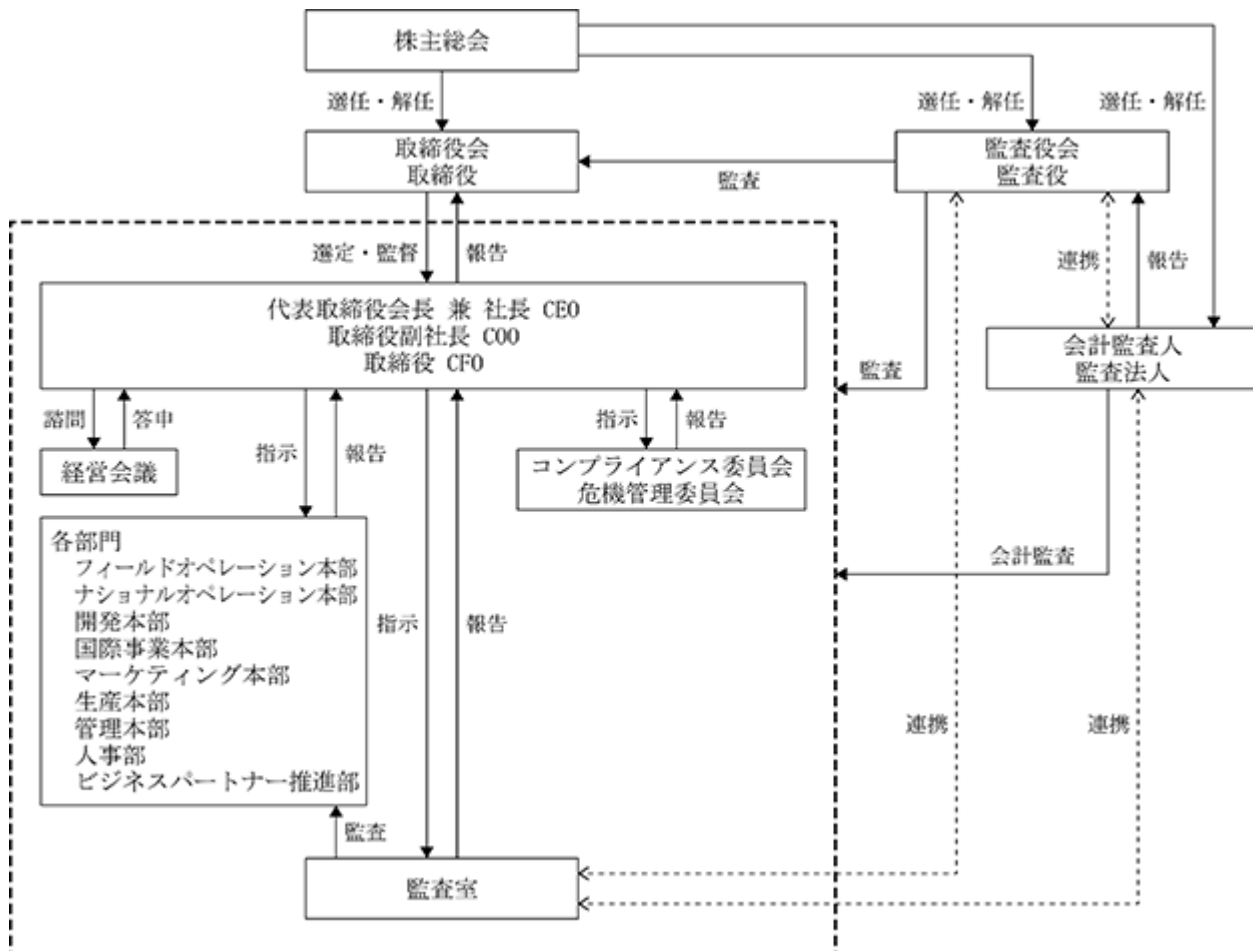 株主総会
選任・解任
選任・解任
選任・解任
取締役会
取締役
監査
監査役会
監査役
選定・監督
報告
連携
報告
代表取締役会長 兼 社長 CEO
取締役副社長 COO
取締役 CFO
会計監査人
監査法人
監査
諮問
答申
指示
報告
指示
報告
経営会議
コンプライアンス委員会
危機管理委員会
各部門
フィールドオペレーション本部
ナショナルオペレーション本部
開発本部
国際事業本部
マーケティング本部
生産本部
管理本部
人事部
ビジネスパートナー推進部
会計監査
指示
報告
連携
連携
監査
監査室